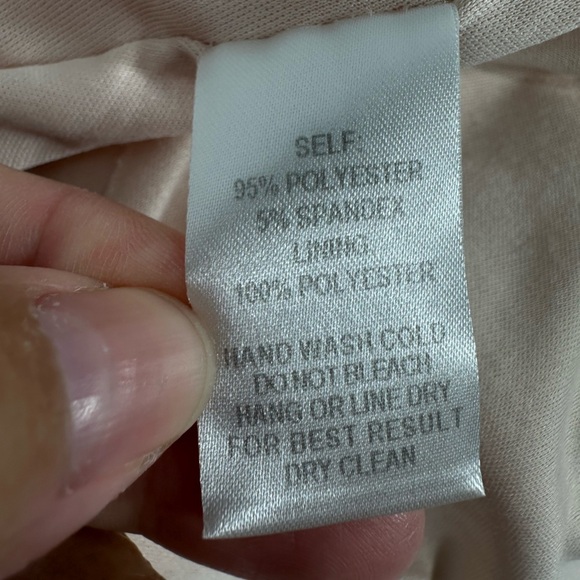 SELF:
95% POLYESTER
5% SPANDEX
LINING
100% POLYESTER
HAND WASH COLD
DO NOT BLEACH
HANG OR LINE DRY
FOR BEST RESULT
DRY CLEAN